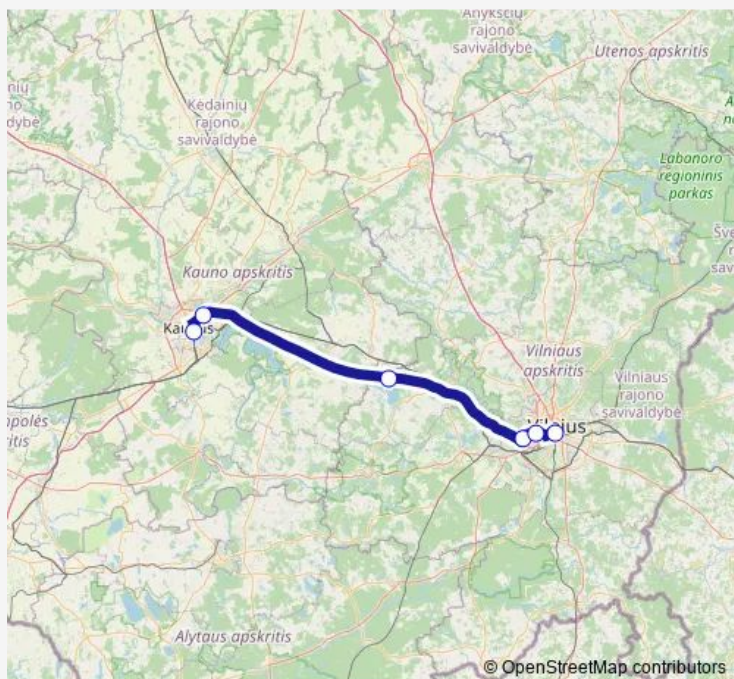 Anykščių
rajono
savivaldybė
Utenos apskritis
Kėdainių
rajono
savivaldybė
Labanoro
regioninis
parkas
Kauno apskritis
Vilniaus
apskritis
Vilniaus
rajono
savivaldybė
Vilnius
Alytaus apskritis
© OpenStreetMap contributors